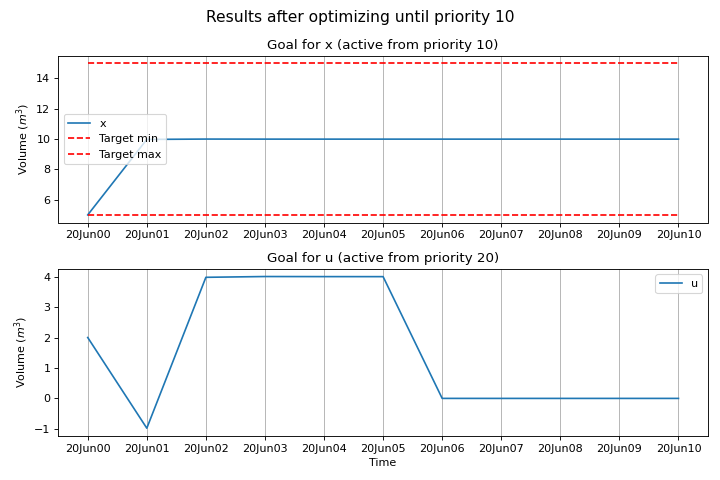 Results after optimizing until priority 10
Goal for x (active from priority 10)
Volume (m³)
14
12
10
8
6
x
Target min
Target max
20Jun00 20Jun01 20Jun02 20Jun03 20Jun04 20Jun05 20Jun06 20Jun07 20Jun08 20Jun09 20Jun10
Goal for u (active from priority 20)
Volume (m³)
4
3
2
1
0
−1
u
20Jun00 20Jun01 20Jun02 20Jun03 20Jun04 20Jun05 20Jun06 20Jun07 20Jun08 20Jun09 20Jun10
Time